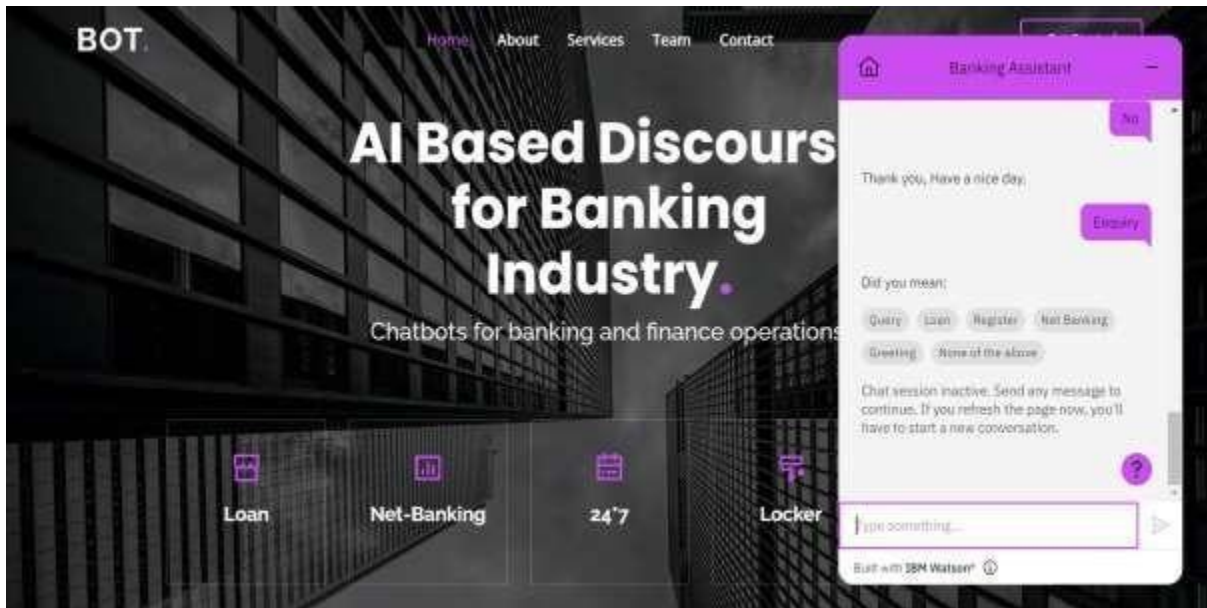 BOT.
Home About Services Team Contact
AI Based Discours
for Banking
Industry.
Chatbots for banking and finance operations
Loan
Net-Banking
24*7
Locker
Banking Assistant
No
Thank you, Have a nice day.
Enquiry
Did you mean:
Query Loan Register Net Banking
Greeting None of the above
Chat session inactive. Send any message to
continue. If you refresh the page now, you'll
have to start a new conversation.
?
Type something...
Built with IBM Watson®